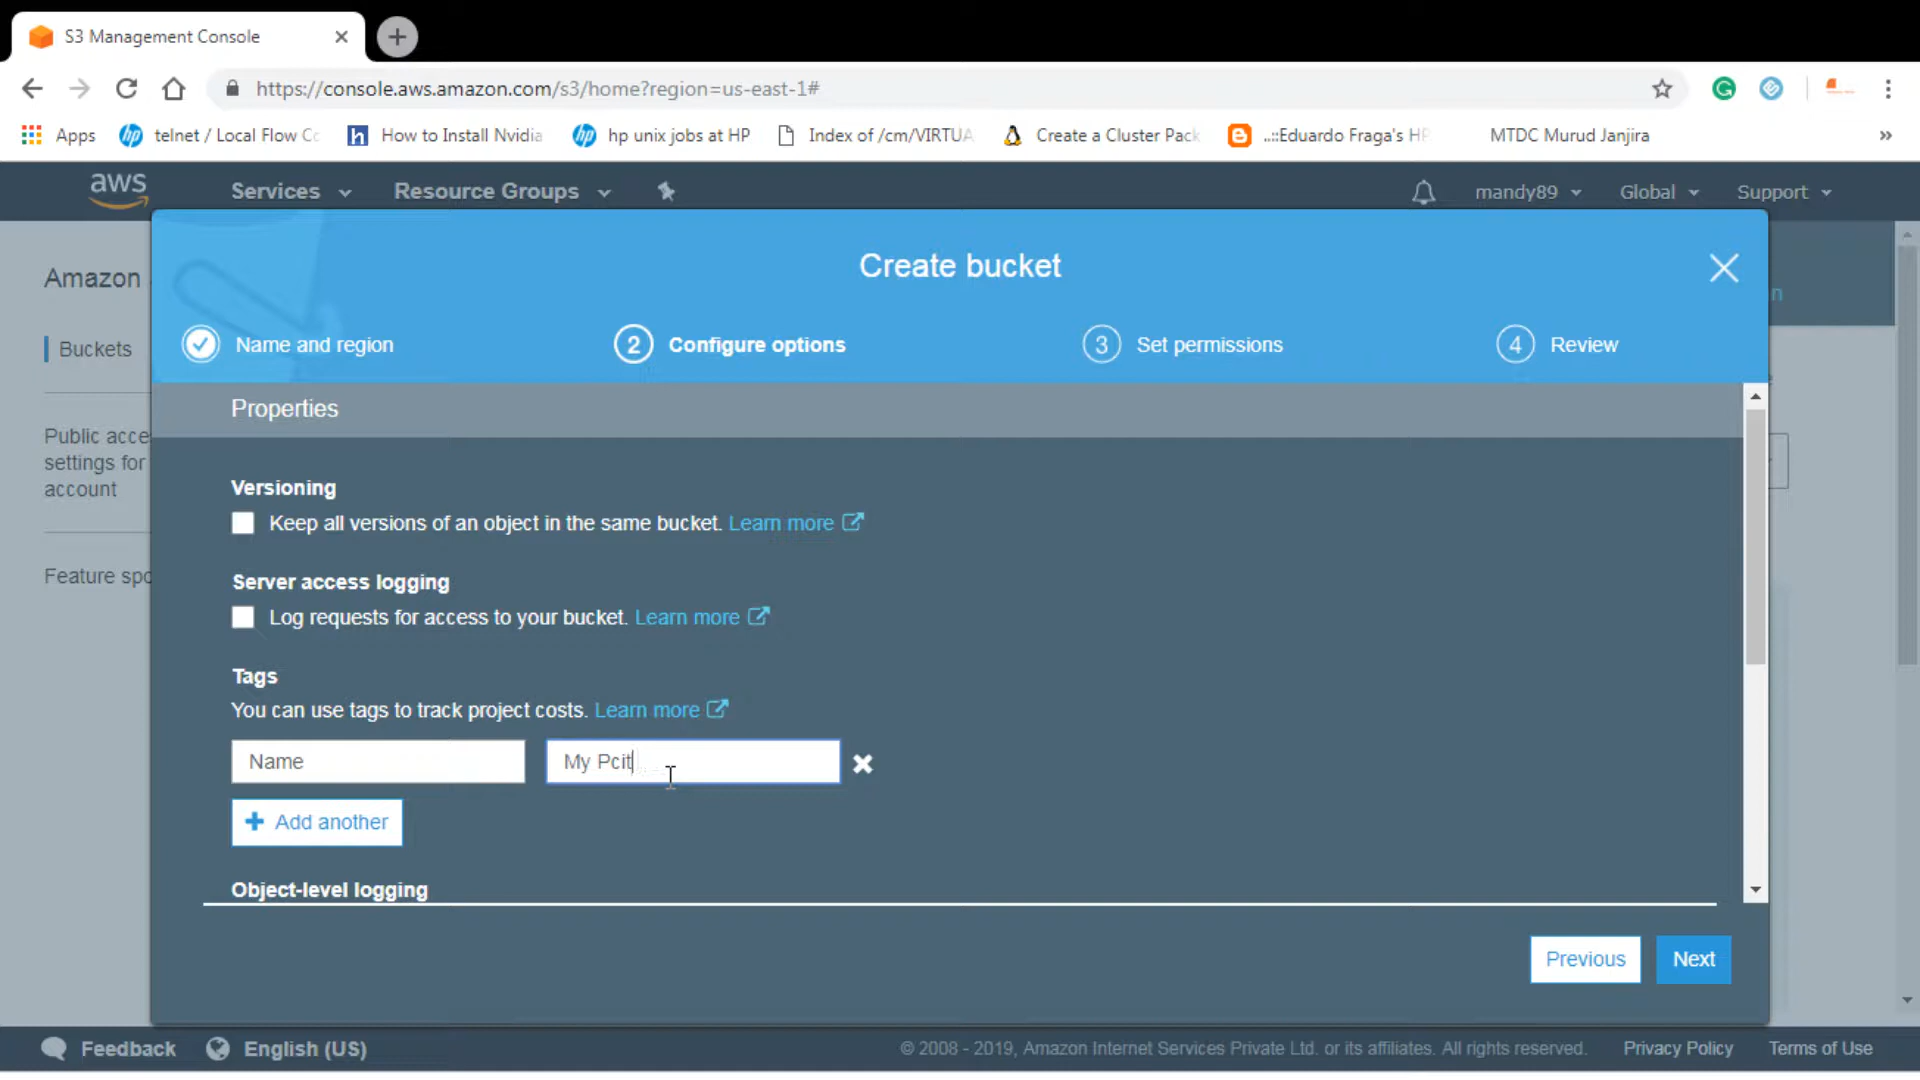 S3 Management Console
https://console.aws.amazon.com/s3/home?region=us-east-1#
Apps telnet / Local Flow Co How to Install Nvidia hp unix jobs at HP Index of /cm/VIRTUA Create a Cluster Pack ..::Eduardo Fraga's HP MTDC Murud Janjira »
aws Services Resource Groups mandy89 Global Support
Create bucket
Amazon
n
Name and region 2 Configure options 3 Set permissions 4 Review
Buckets
Properties
Public acce
settings for
account
Versioning
Keep all versions of an object in the same bucket. Learn more
Feature spo
Server access logging
Log requests for access to your bucket. Learn more
Tags
You can use tags to track project costs. Learn more
Name My Pcit
Add another
Object-level logging
Previous Next
Feedback English (US) © 2008 - 2019, Amazon Internet Services Private Ltd. or its affiliates. All rights reserved. Privacy Policy Terms of Use